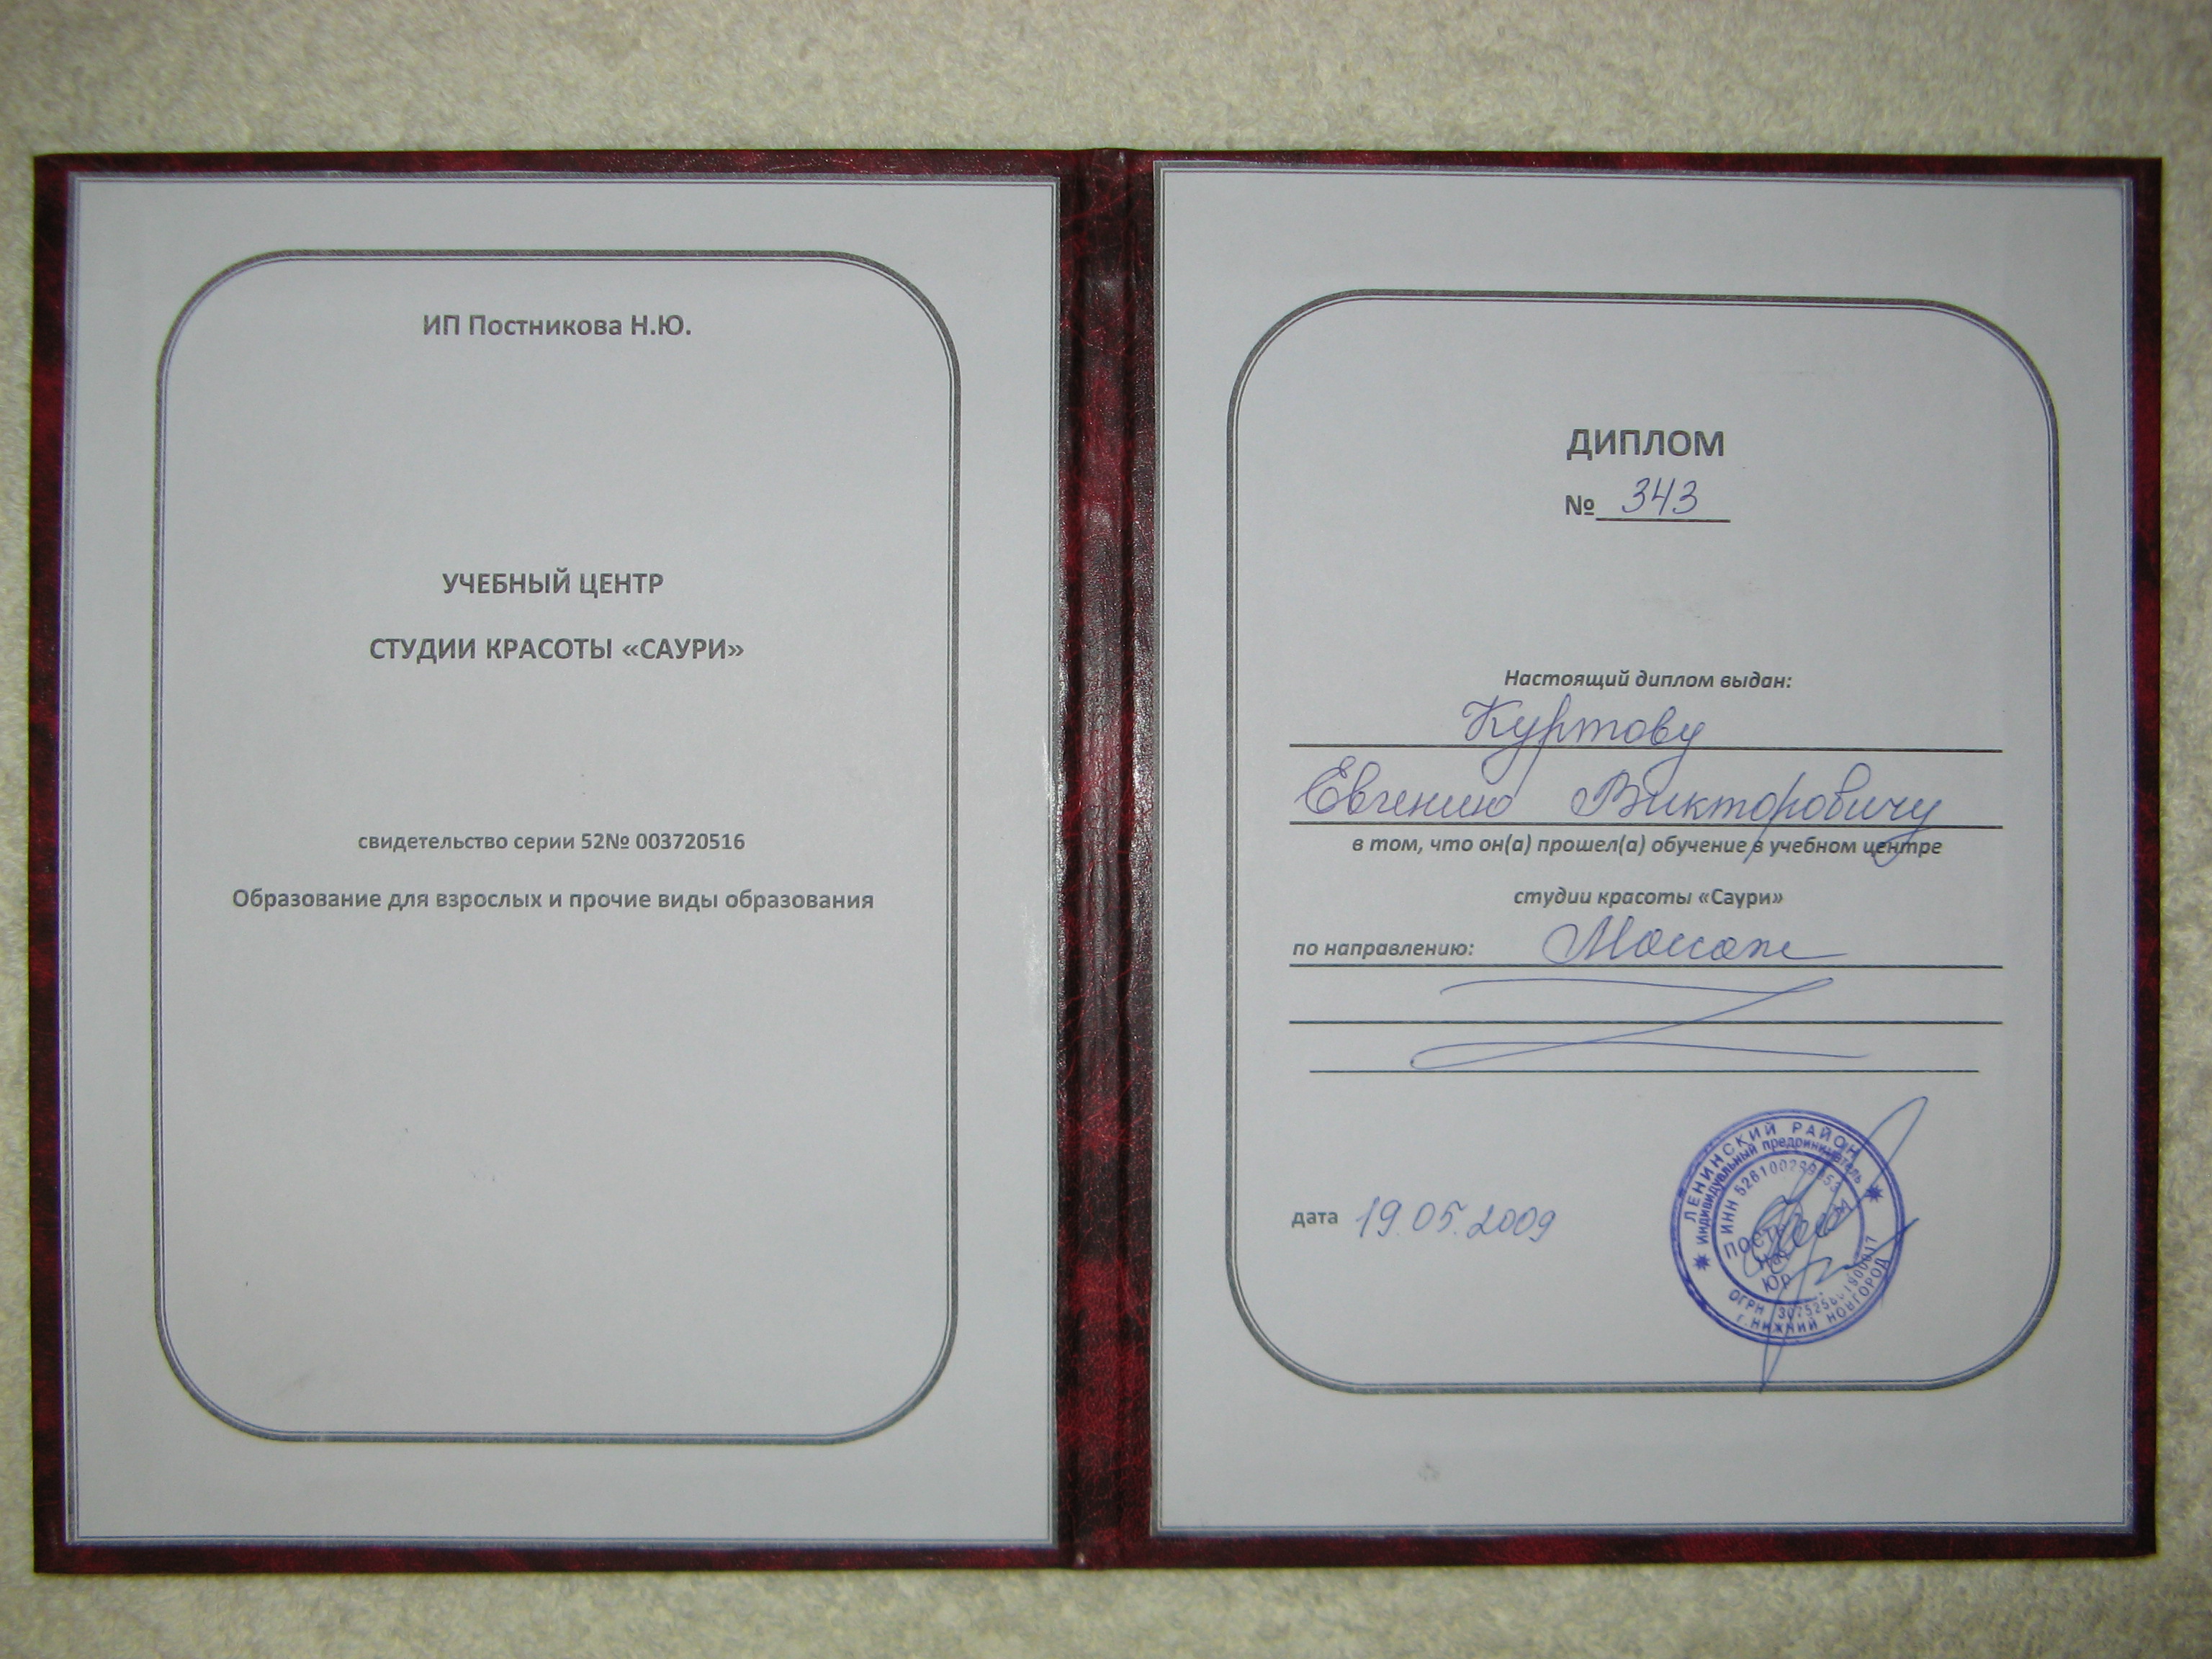 ИП Постникова Н.Ю.
УЧЕБНЫЙ ЦЕНТР
СТУДИИ КРАСОТЫ «САУРИ»
свидетельство серии 52№ 003720516
Образование для взрослых и прочие виды образования
ДИПЛОМ
№ 343
Настоящий диплом выдан:
Куртову
Евгению Викторовичу
в том, что он(а) прошел(а) обучение в учебном центре
студии красоты «Саури»
по направлению: Массаж
дата 19.05.2009
ЛЕНИНСКИЙ РАЙОН
Индивидуальный предприниматель
ИНН
ОГРН
г. НИЖНИЙ НОВГОРОД